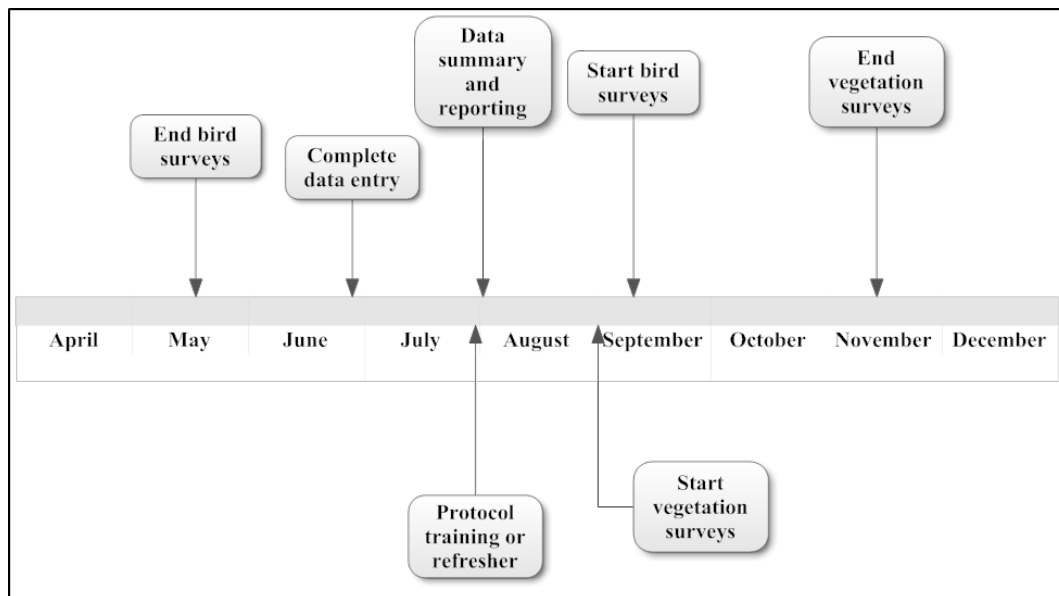 Data
summary
and
reporting
Start bird
surveys
End
vegetation
surveys
End bird
surveys
Complete
data entry
April May June July August September October November December
Protocol
training or
refresher
Start
vegetation
surveys